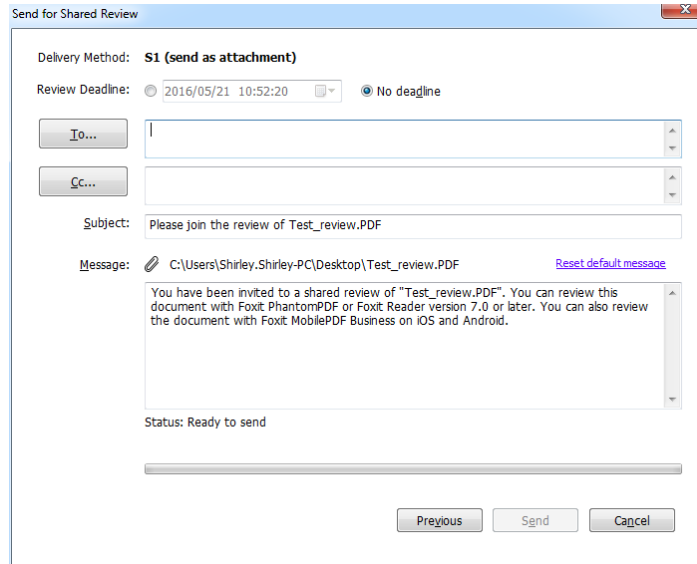 Send for Shared Review
Delivery Method: S1 (send as attachment)
Review Deadline: 2016/05/21 10:52:20 No deadline
To...
Cc...
Subject: Please join the review of Test_review.PDF
Message: C:\Users\Shirley.Shirley-PC\Desktop\Test_review.PDF Reset default message
You have been invited to a shared review of "Test_review.PDF". You can review this
document with Foxit PhantomPDF or Foxit Reader version 7.0 or later. You can also review
the document with Foxit MobilePDF Business on iOS and Android.
Status: Ready to send
Previous Send Cancel